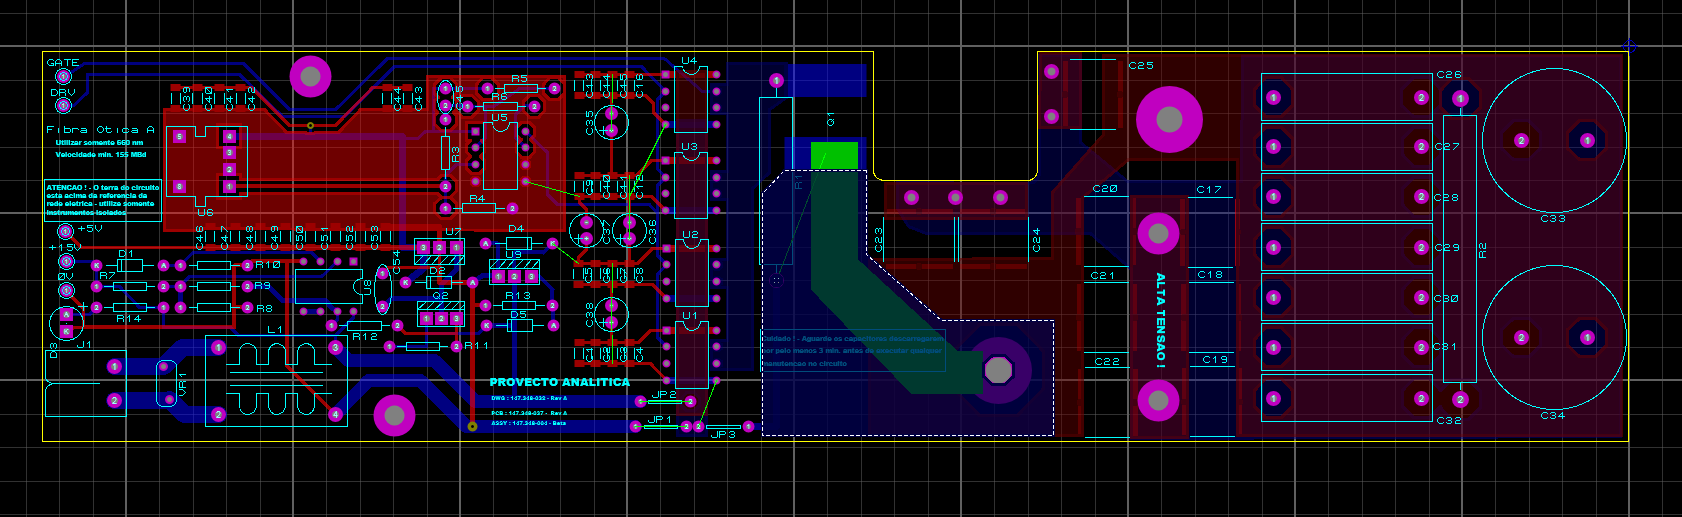 GATE
DRV
Fibra Otica A
Utilizar somente 660 nm
Velocidade min. 155 MBd
ATENCAO ! - O terra do circuito
esta acima da referencia da
rede eletrica - utilize somente
instrumentos isolados
+5V
+15V
0V
C39
C40
C41
C42
C44
C43
C45
R5
R6
U5
R3
R4
U6
C46
C47
C48
C49
C50
C51
C52
C53
C54
D1
R7
R10
R9
R8
R14
D3
J1
VR1
L1
U8
R12
R11
U7
D2
Q2
D4
U9
R13
D5
C13
C14
C15
C16
C35
U4
C9
C10
C11
C12
U3
C37
C36
C5
C6
C7
C8
U2
C38
C1
C2
C3
C4
U1
PROVECTO ANALITICA
DWG : 147.348-033 - Rev A
PCB : 147.348-037 - Rev A
ASSY : 147.348-004 - Beta
JP2
JP1
JP3
Q1
R1
Cuidado ! - Aguarde os capacitores descarregarem
por pelo menos 3 min. antes de executar qualquer
manutencao no circuito
C23
C24
C25
C20
C17
C21
C18
C22
C19
ALTA TENSAO !
C26
C27
C28
C29
C30
C31
C32
R2
C33
C34